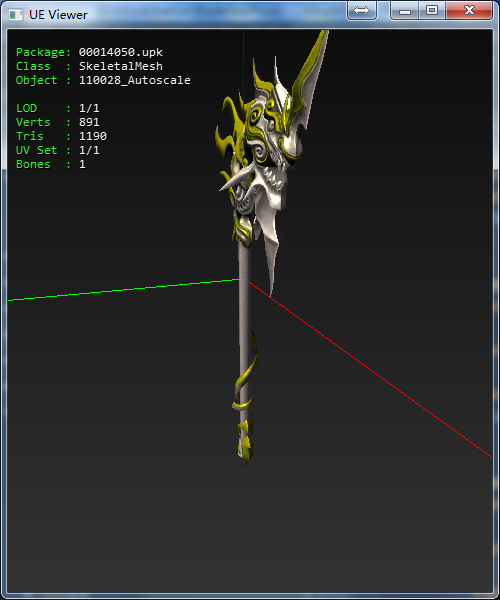 UE Viewer
Package: 00014050.upk
Class : SkeletalMesh
Object : 110028_Autoscale
LOD : 1/1
Verts : 891
Tris : 1190
UV Set : 1/1
Bones : 1